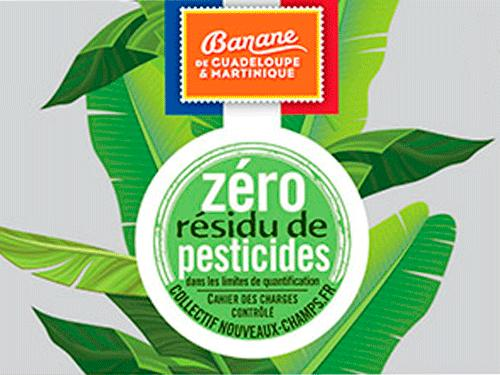 Banane
DE GUADELOUPE
& MARTINIQUE
zéro
résidu de
pesticides
dans les limites de quantification
CAHIER DES CHARGES
CONTRÔLÉ
COLLECTIF NOUVEAUX-CHAMPS.FR